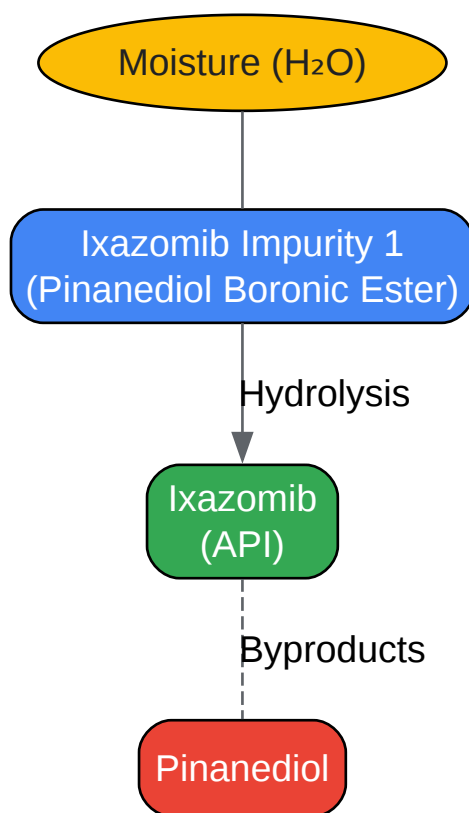 Moisture (H₂O)
Ixazomib Impurity 1
(Pinanediol Boronic Ester)
Hydrolysis
Ixazomib
(API)
Byproducts
Pinanediol